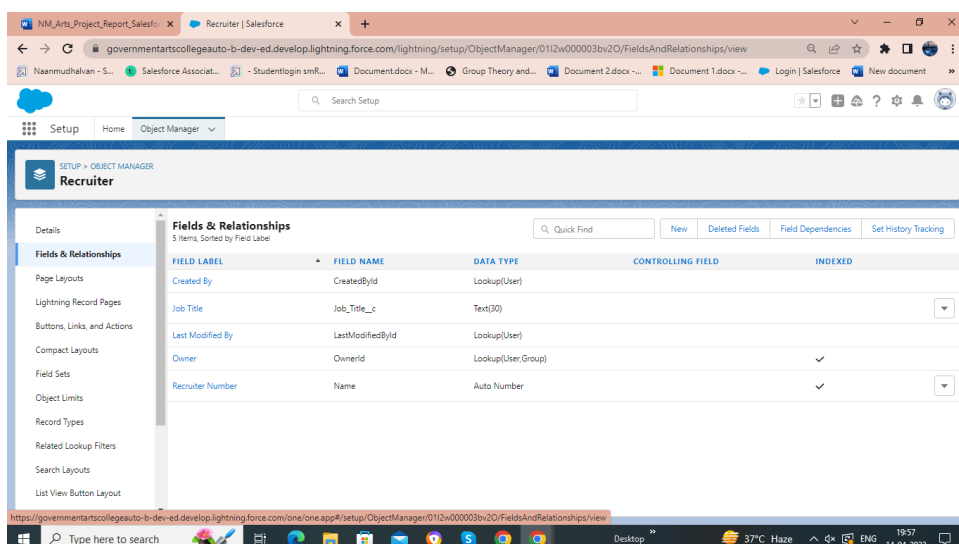 NM_Arts_Project_Report_Salesfor
Recruiter | Salesforce
governmentartscollegeauto-b-dev-ed.develop.lightning.force.com/lightning/setup/ObjectManager/01I2w000003bv2O/FieldsAndRelationships/view
Naanmudhalvan - S... Salesforce Associat... - Studentlogin smR... Document.docx - M... Group Theory and... Document 2.docx -... Document 1.docx -... Login | Salesforce New document »
Search Setup
Setup Home Object Manager
SETUP > OBJECT MANAGER
Recruiter
Details
Fields & Relationships
Page Layouts
Lightning Record Pages
Buttons, Links, and Actions
Compact Layouts
Field Sets
Object Limits
Record Types
Related Lookup Filters
Search Layouts
List View Button Layout
Fields & Relationships
5 Items, Sorted by Field Label
Quick Find New Deleted Fields Field Dependencies Set History Tracking
FIELD LABEL FIELD NAME DATA TYPE CONTROLLING FIELD INDEXED
Created By CreatedById Lookup(User)
Job Title Job_Title__c Text(30)
Last Modified By LastModifiedById Lookup(User)
Owner OwnerId Lookup(User,Group)
Recruiter Number Name Auto Number
https://governmentartscollegeauto-b-dev-ed.develop.lightning.force.com/one/one.app#/setup/ObjectManager/01I2w000003bv2O/FieldsAndRelationships/view
Type here to search Desktop » 37°C Haze ENG 19:57